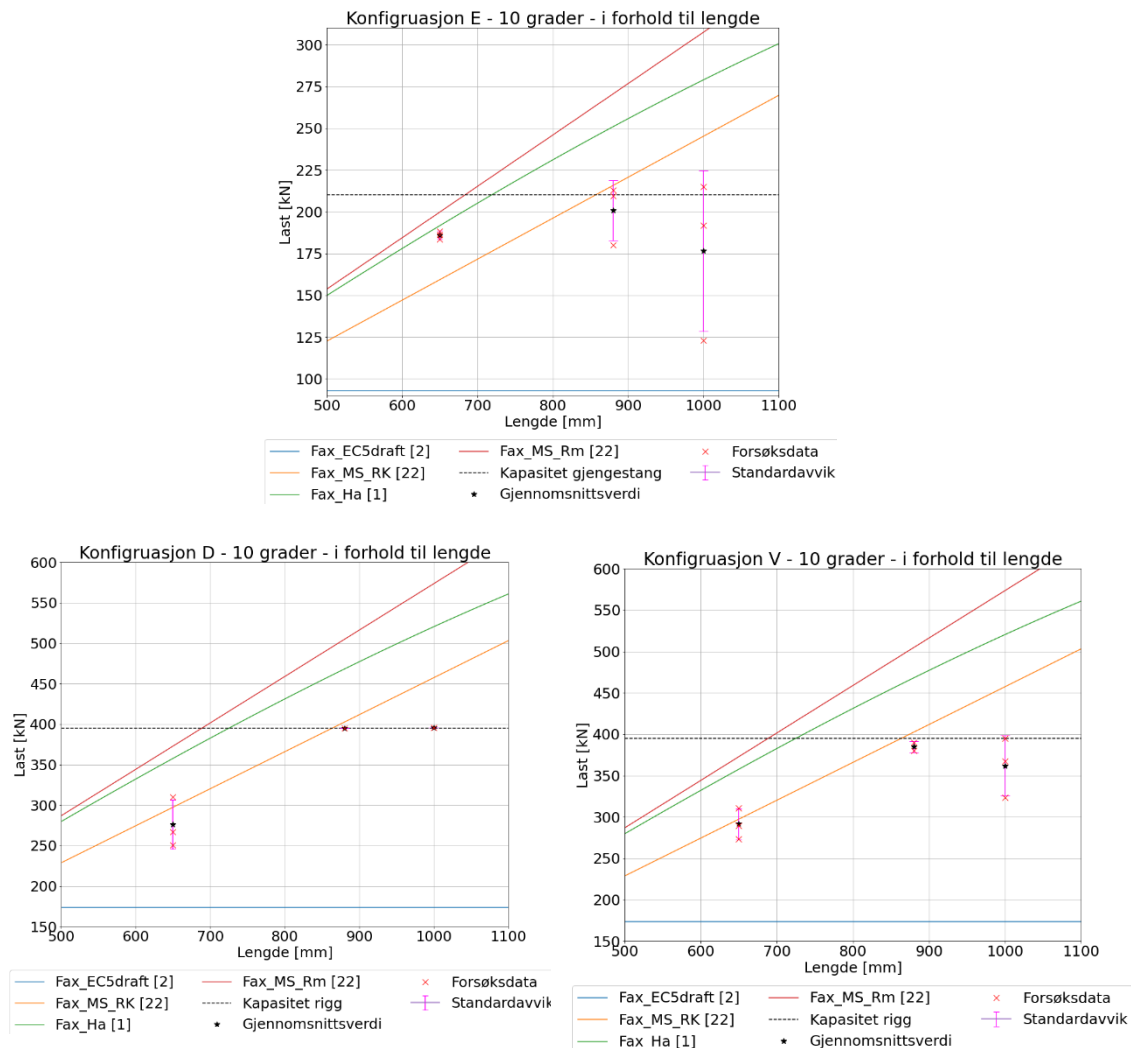 Konfigruasjon E - 10 grader - i forhold til lengde
300
275
250
225
200
175
150
125
100
Last [kN]
500 600 700 800 900 1000 1100
Lengde [mm]
Fax_EC5draft [2] Fax_MS_Rm [22] Forsøksdata
Fax_MS_RK [22] Kapasitet gjengestang Standardavvik
Fax_Ha [1] Gjennomsnittsverdi
Konfigruasjon D - 10 grader - i forhold til lengde
600
550
500
450
400
350
300
250
200
150
Last [kN]
500 600 700 800 900 1000 1100
Lengde [mm]
Fax_EC5draft [2] Fax_MS_Rm [22] Forsøksdata
Fax_MS_RK [22] Kapasitet rigg Standardavvik
Fax_Ha [1] Gjennomsnittsverdi
Konfigruasjon V - 10 grader - i forhold til lengde
600
550
500
450
400
350
300
250
200
150
Last [kN]
500 600 700 800 900 1000 1100
Lengde [mm]
Fax_EC5draft [2] Fax_MS_Rm [22] Forsøksdata
Fax_MS_RK [22] Kapasitet rigg Standardavvik
Fax_Ha [1] Gjennomsnittsverdi